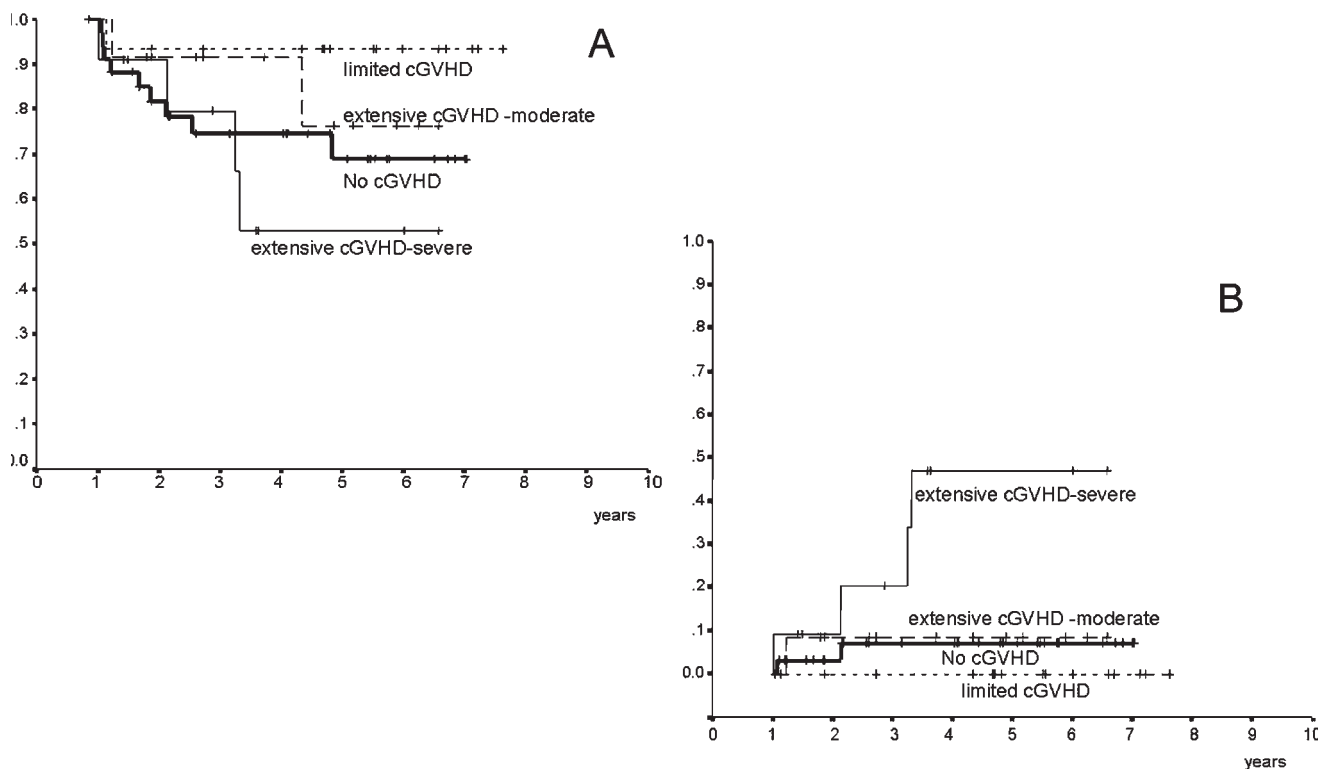 1.0
A
.9
limited cGVHD
.8
extensive cGVHD -moderate
.7
No cGVHD
.6
.5
extensive cGVHD-severe
.4
.3
.2
.1
0.0
0 1 2 3 4 5 6 7 8 9 10
years
1.0
.9
B
.8
.7
.6
.5
extensive cGVHD-severe
.4
.3
.2
extensive cGVHD -moderate
.1
No cGVHD
0.0
limited cGVHD
0 1 2 3 4 5 6 7 8 9 10
years